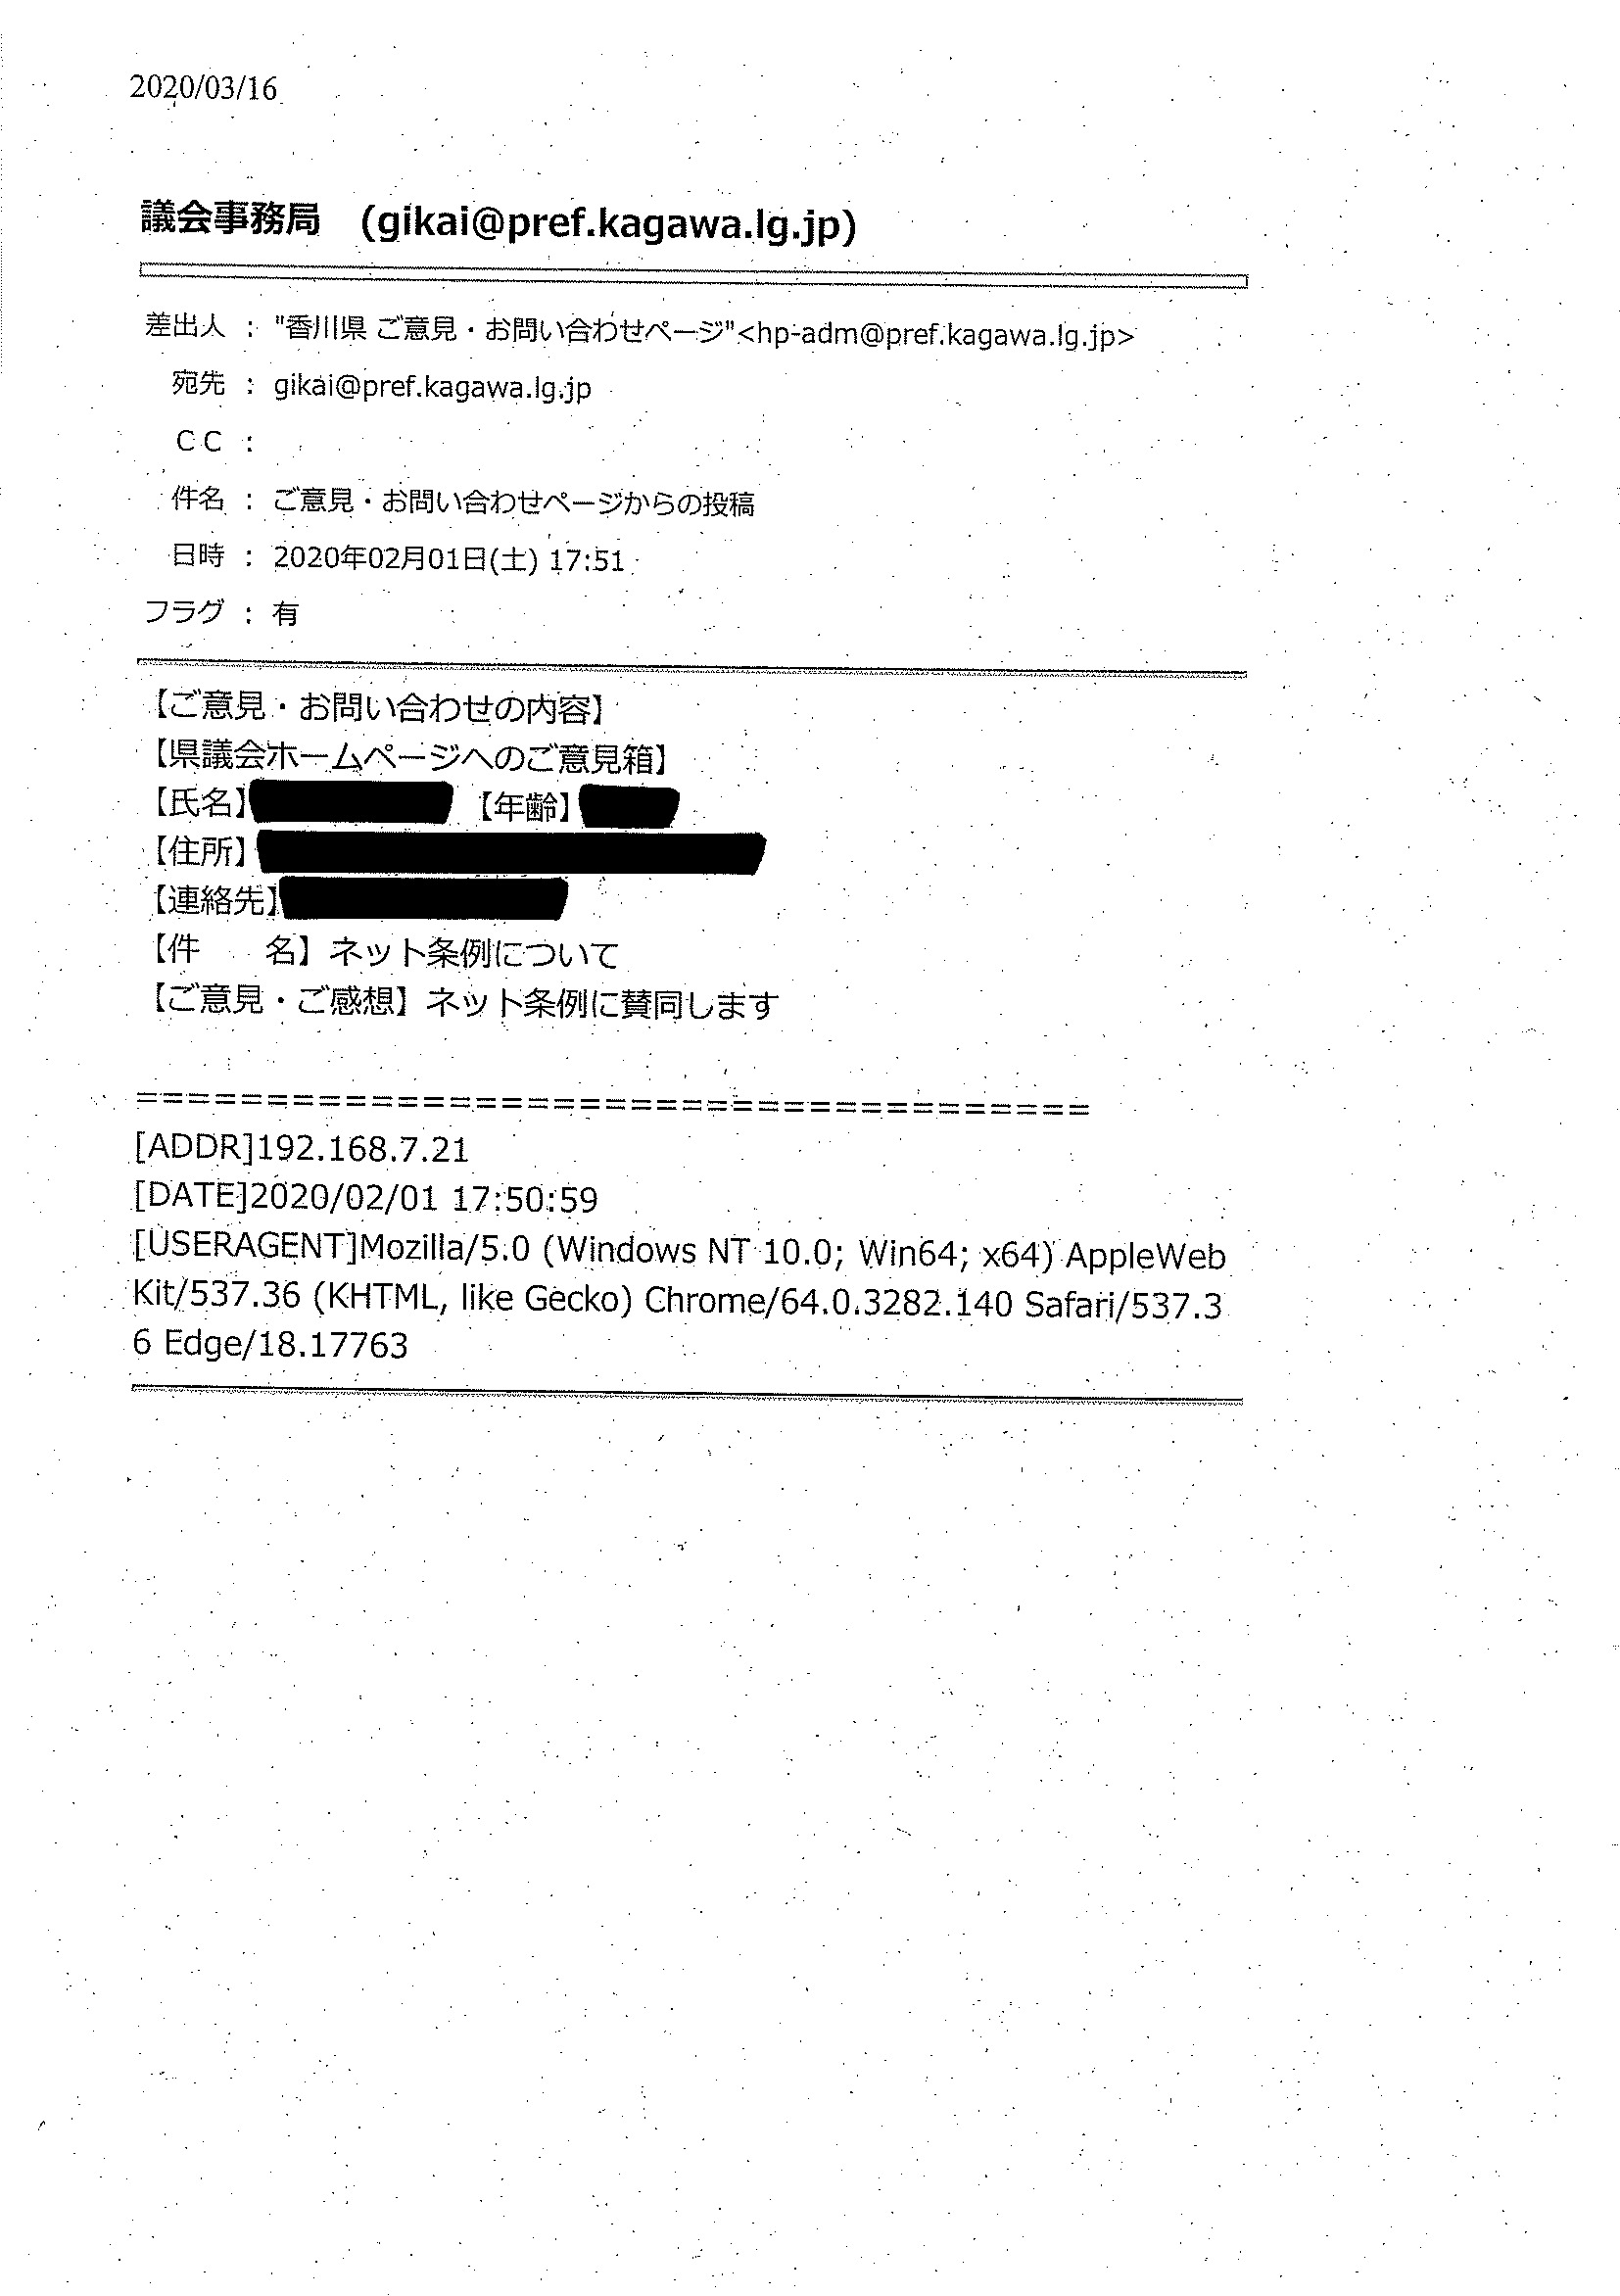 2020/03/16
議会事務局　(gikai@pref.kagawa.lg.jp)
差出人 ： "香川県 ご意見・お問い合わせページ"<hp-adm@pref.kagawa.lg.jp>
宛先 ： gikai@pref.kagawa.lg.jp
ＣＣ ：
件名 ： ご意見・お問い合わせページからの投稿
日時 ： 2020年02月01日(土) 17:51
フラグ ： 有
【ご意見・お問い合わせの内容】
【県議会ホームページへのご意見箱】
【氏名】 【年齢】
【住所】
【連絡先】
【件　　名】ネット条例について
【ご意見・ご感想】ネット条例に賛同します
=====================================
[ADDR]192.168.7.21
[DATE]2020/02/01 17:50:59
[USERAGENT]Mozilla/5.0 (Windows NT 10.0; Win64; x64) AppleWeb
Kit/537.36 (KHTML, like Gecko) Chrome/64.0.3282.140 Safari/537.3
6 Edge/18.17763